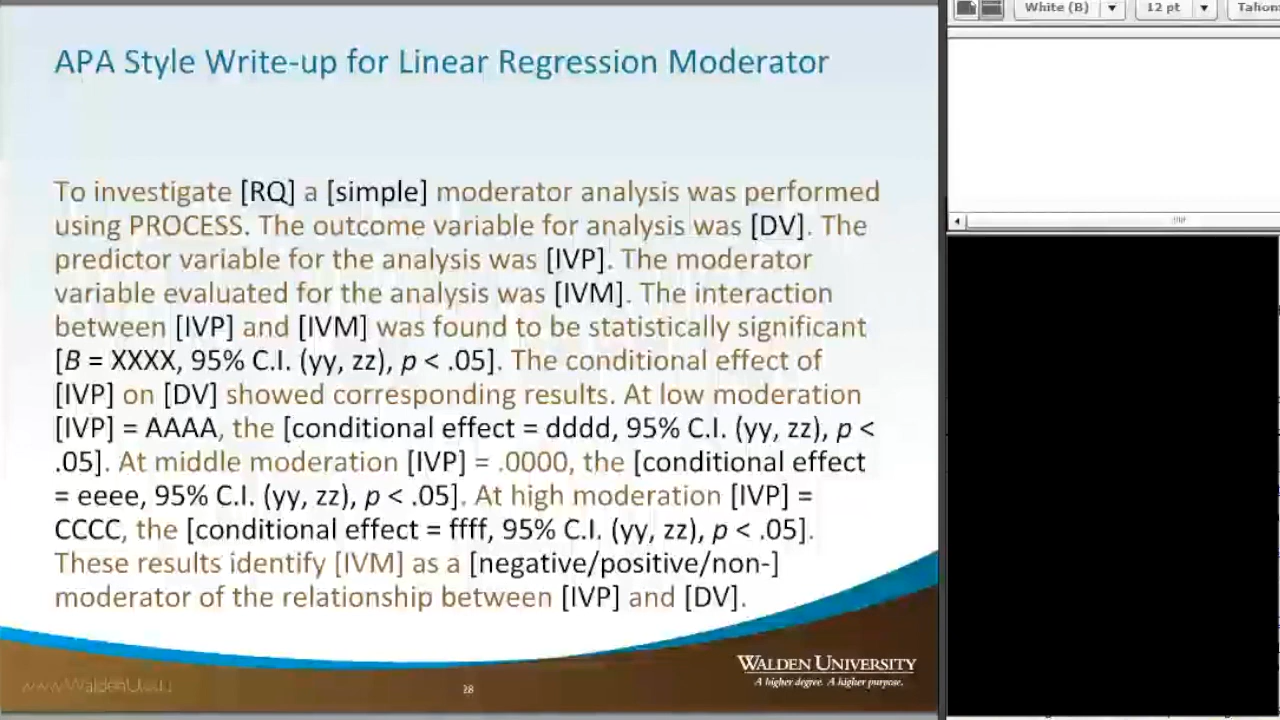 APA Style Write-up for Linear Regression Moderator
To investigate [RQ] a [simple] moderator analysis was performed
using PROCESS. The outcome variable for analysis was [DV]. The
predictor variable for the analysis was [IVP]. The moderator
variable evaluated for the analysis was [IVM]. The interaction
between [IVP] and [IVM] was found to be statistically significant
[B = XXXX, 95% C.I. (yy, zz), p < .05]. The conditional effect of
[IVP] on [DV] showed corresponding results. At low moderation
[IVP] = AAAA, the [conditional effect = dddd, 95% C.I. (yy, zz), p <
.05]. At middle moderation [IVP] = .0000, the [conditional effect
= eeee, 95% C.I. (yy, zz), p < .05]. At high moderation [IVP] =
CCCC, the [conditional effect = ffff, 95% C.I. (yy, zz), p < .05].
These results identify [IVM] as a [negative/positive/non-]
moderator of the relationship between [IVP] and [DV].
WALDEN UNIVERSITY
A higher degree. A higher purpose.
28
White (B)
12 pt